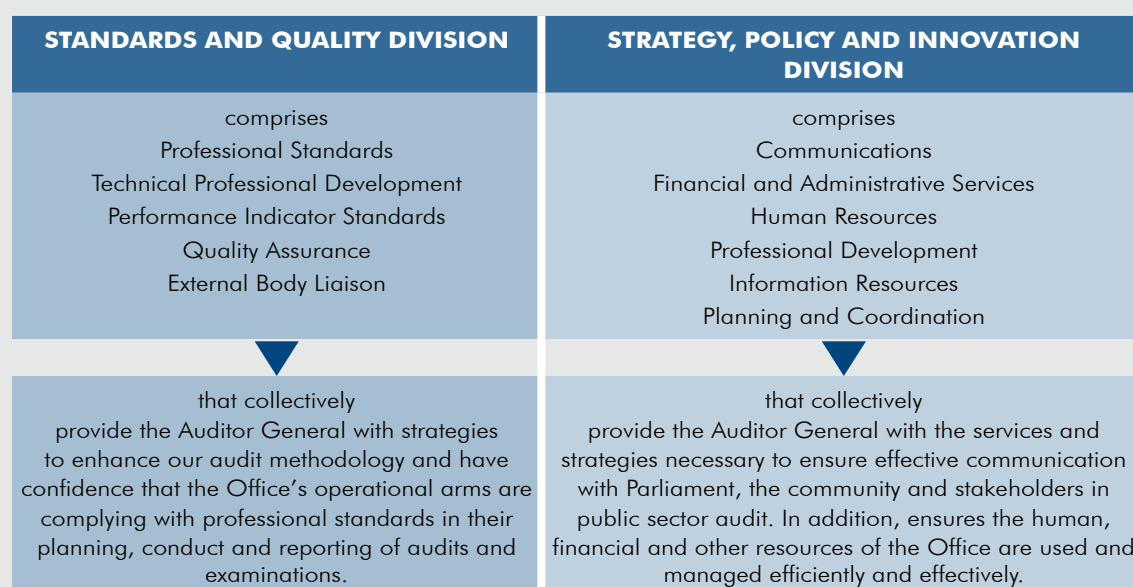 STANDARDS AND QUALITY DIVISION
comprises
Professional Standards
Technical Professional Development
Performance Indicator Standards
Quality Assurance
External Body Liaison
that collectively
provide the Auditor General with strategies
to enhance our audit methodology and have
confidence that the Office's operational arms are
complying with professional standards in their
planning, conduct and reporting of audits and
examinations.
STRATEGY, POLICY AND INNOVATION
DIVISION
comprises
Communications
Financial and Administrative Services
Human Resources
Professional Development
Information Resources
Planning and Coordination
that collectively
provide the Auditor General with the services and
strategies necessary to ensure effective communication
with Parliament, the community and stakeholders in
public sector audit. In addition, ensures the human,
financial and other resources of the Office are used and
managed efficiently and effectively.